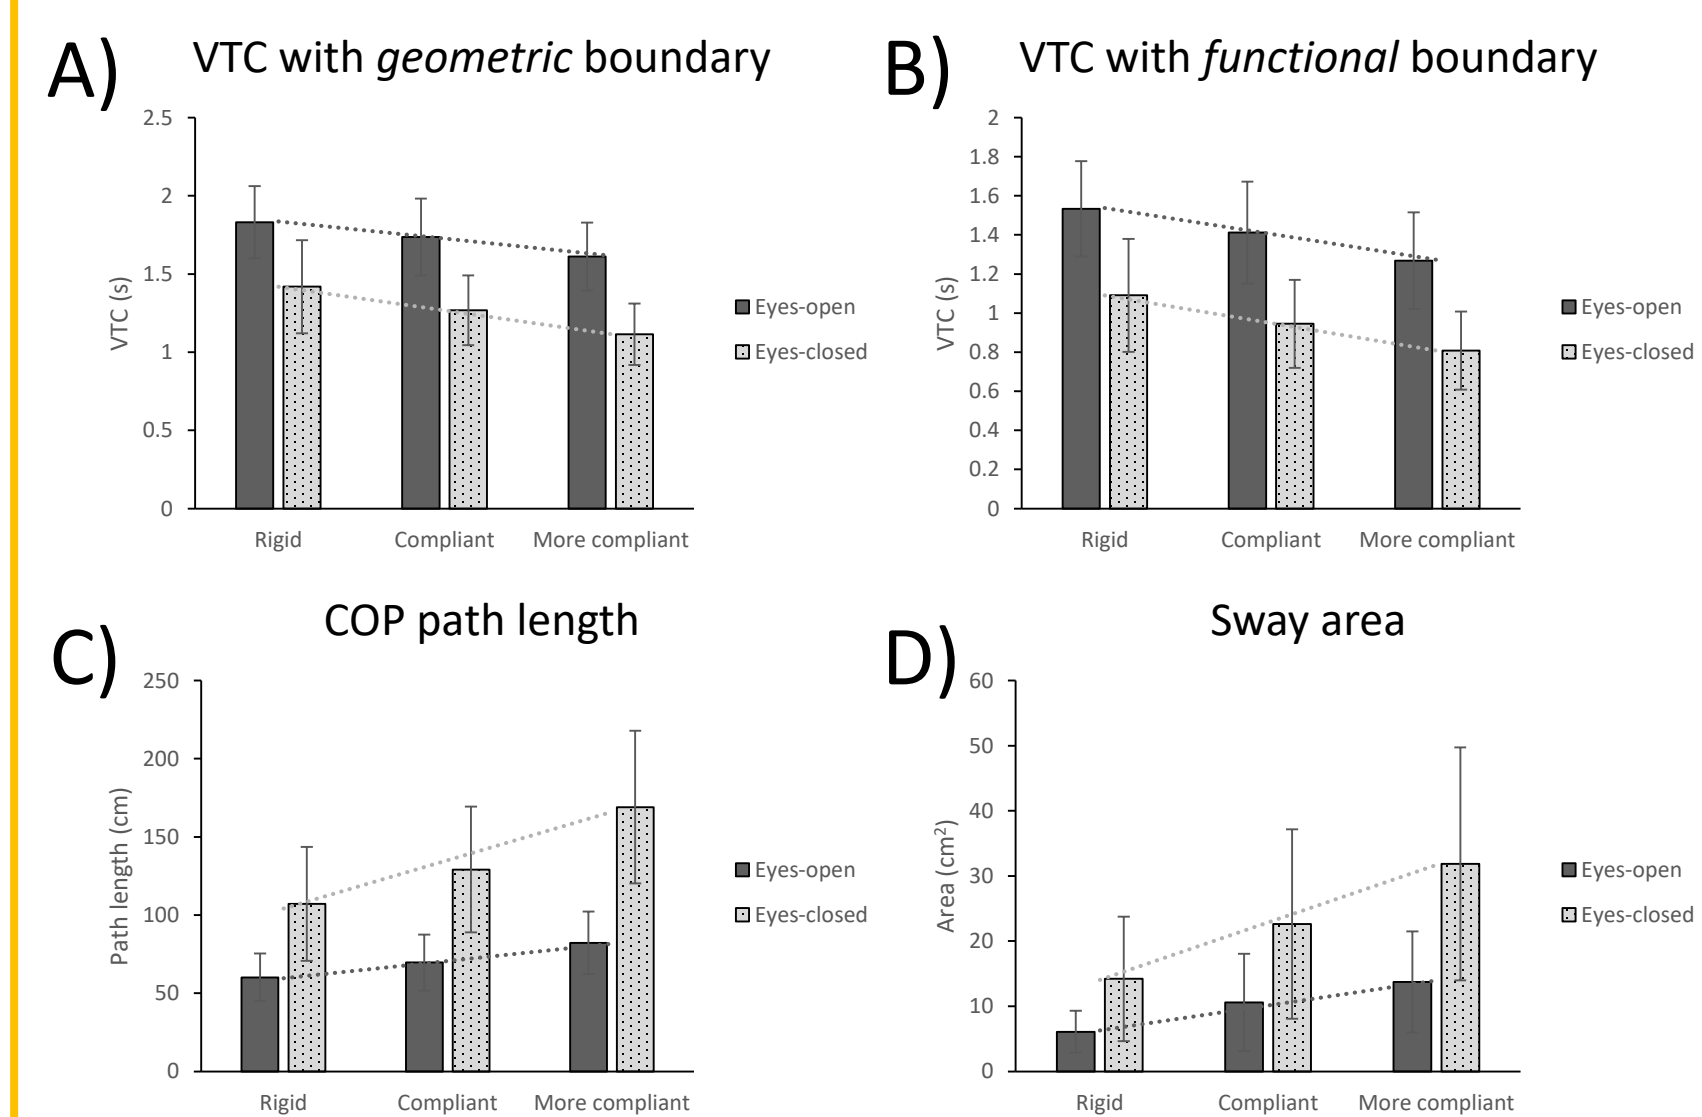 A) VTC with geometric boundary
2.5
2
1.5
1
0.5
0
VTC (s)
Rigid Compliant More compliant
Eyes-open
Eyes-closed
B) VTC with functional boundary
2
1.8
1.6
1.4
1.2
1
0.8
0.6
0.4
0.2
0
VTC (s)
Rigid Compliant More compliant
Eyes-open
Eyes-closed
C) COP path length
250
200
150
100
50
0
Path length (cm)
Rigid Compliant More compliant
Eyes-open
Eyes-closed
D) Sway area
60
50
40
30
20
10
0
Area (cm²)
Rigid Compliant More compliant
Eyes-open
Eyes-closed